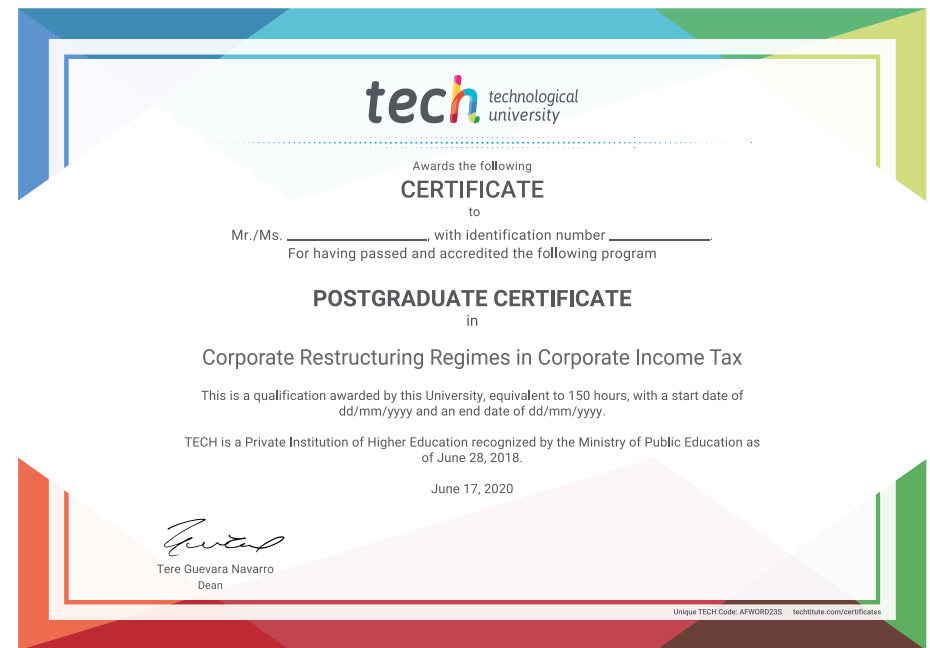 tech technological
university
Awards the following
CERTIFICATE
to
Mr./Ms. ____________________, with identification number ______________.
For having passed and accredited the following program
POSTGRADUATE CERTIFICATE
in
Corporate Restructuring Regimes in Corporate Income Tax
This is a qualification awarded by this University, equivalent to 150 hours, with a start date of
dd/mm/yyyy and an end date of dd/mm/yyyy.
TECH is a Private Institution of Higher Education recognized by the Ministry of Public Education as
of June 28, 2018.
June 17, 2020
Tere Guevara Navarro
Dean
Unique TECH Code: AFWORD23S techtitute.com/certificates